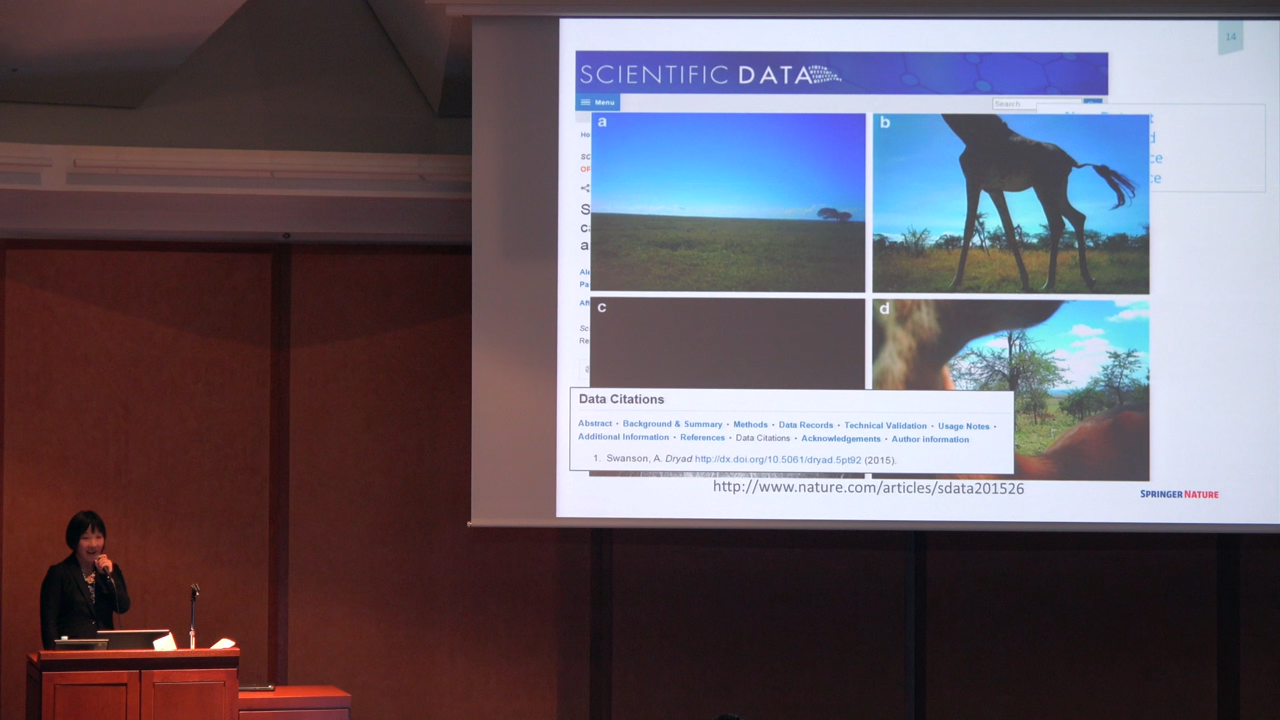 14
SCIENTIFIC DATA
Menu
Search
a
b
c
d
Data Citations
Abstract • Background & Summary • Methods • Data Records • Technical Validation • Usage Notes •
Additional Information • References • Data Citations • Acknowledgements • Author information
1. Swanson, A. Dryad http://dx.doi.org/10.5061/dryad.5pt92 (2015).
http://www.nature.com/articles/sdata201526
SPRINGER NATURE